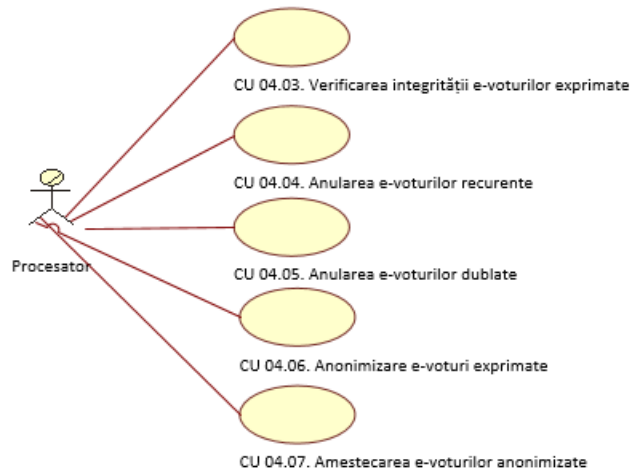 CU 04.03. Verificarea integrității e-voturilor exprimate
CU 04.04. Anularea e-voturilor recurente
Procesator
CU 04.05. Anularea e-voturilor dublate
CU 04.06. Anonimizare e-voturi exprimate
CU 04.07. Amestecarea e-voturilor anonimizate